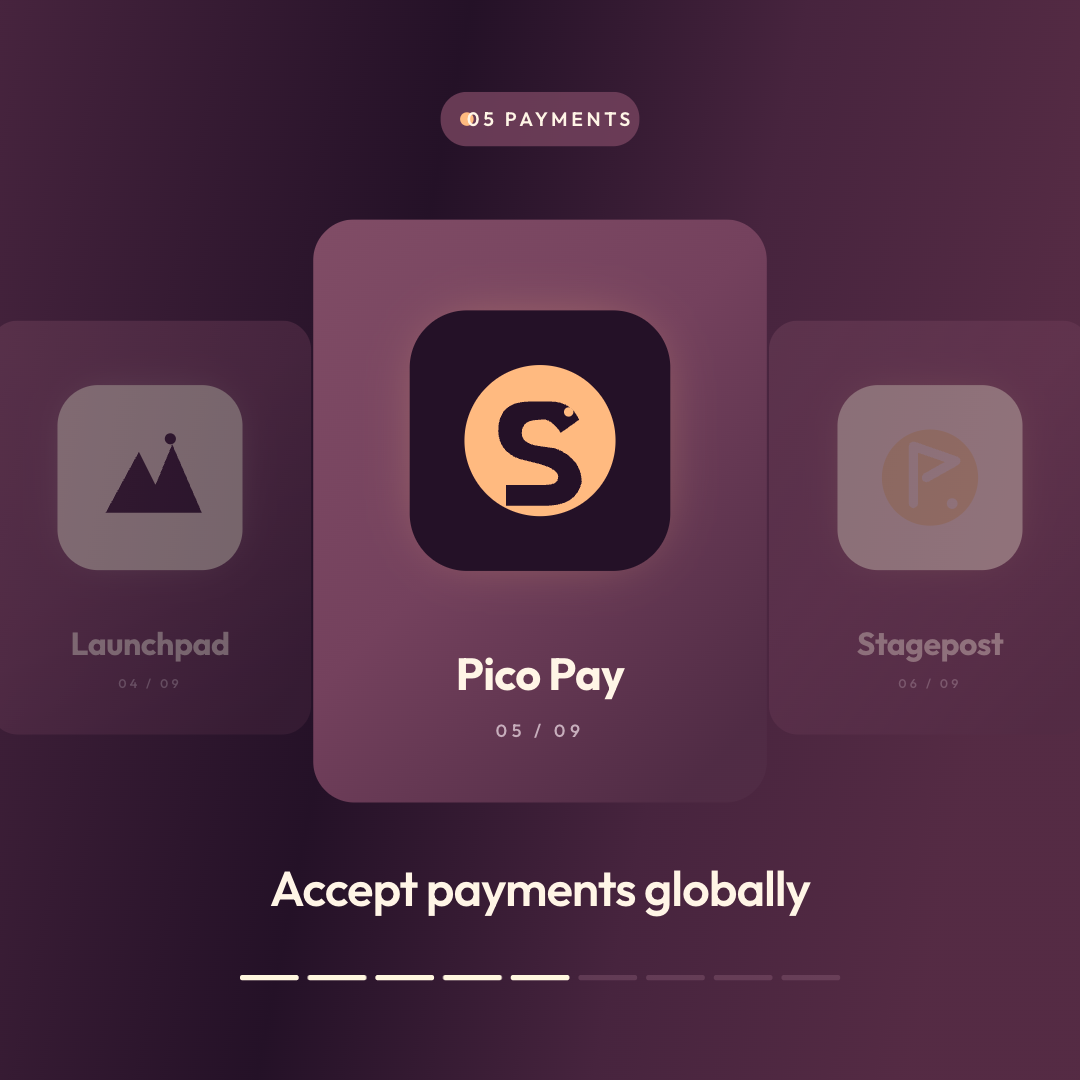 05 PAYMENTS
Launchpad
04 / 09
Pico Pay
05 / 09
Stagepost
06 / 09
Accept payments globally